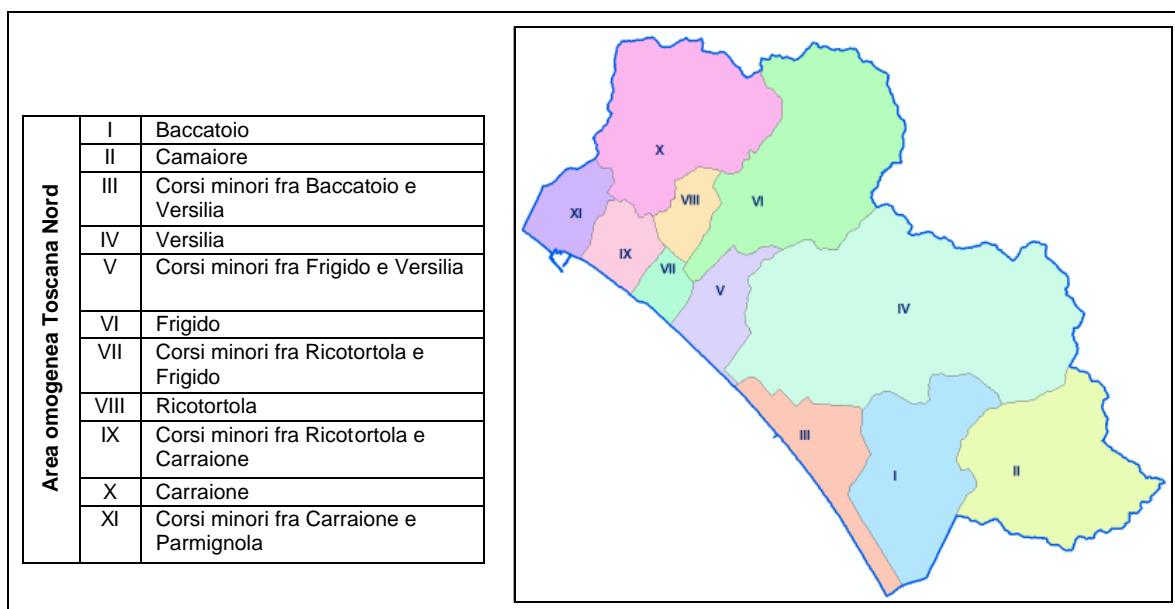 Area omogenea Toscana Nord
I Baccatoio
II Camaiore
III Corsi minori fra Baccatoio e
Versilia
IV Versilia
V Corsi minori fra Frigido e Versilia
VI Frigido
VII Corsi minori fra Ricotortola e
Frigido
VIII Ricotortola
IX Corsi minori fra Ricotortola e
Carraione
X Carraione
XI Corsi minori fra Carraione e
Parmignola
X
VIII
VI
XI
IX
VII
V
IV
III
I
II